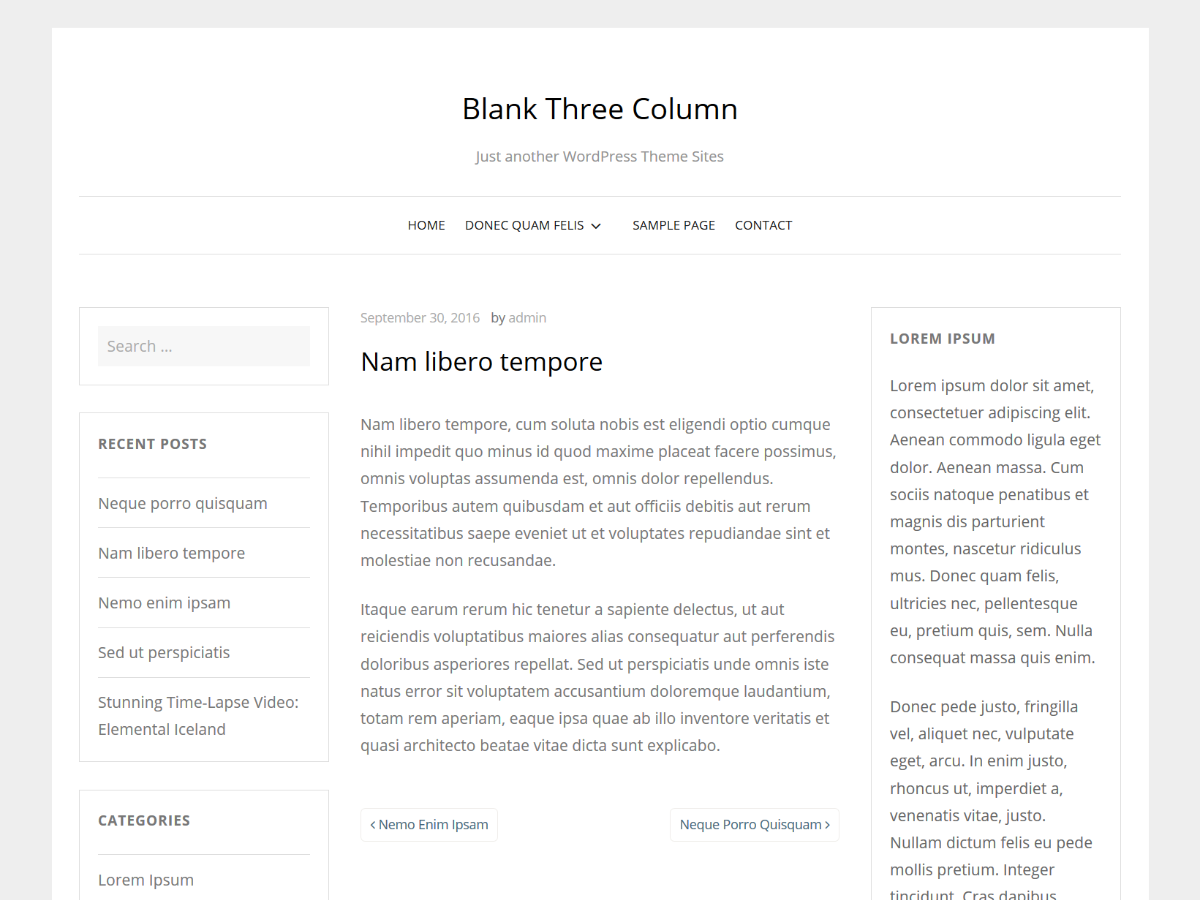 Blank Three Column
Just another WordPress Theme Sites
HOME DONEC QUAM FELIS SAMPLE PAGE CONTACT
Search ...
RECENT POSTS
Neque porro quisquam
Nam libero tempore
Nemo enim ipsam
Sed ut perspiciatis
Stunning Time-Lapse Video:
Elemental Iceland
CATEGORIES
Lorem Ipsum
September 30, 2016 by admin
Nam libero tempore
Nam libero tempore, cum soluta nobis est eligendi optio cumque
nihil impedit quo minus id quod maxime placeat facere possimus,
omnis voluptas assumenda est, omnis dolor repellendus.
Temporibus autem quibusdam et aut officiis debitis aut rerum
necessitatibus saepe eveniet ut et voluptates repudiandae sint et
molestiae non recusandae.
Itaque earum rerum hic tenetur a sapiente delectus, ut aut
reiciendis voluptatibus maiores alias consequatur aut perferendis
doloribus asperiores repellat. Sed ut perspiciatis unde omnis iste
natus error sit voluptatem accusantium doloremque laudantium,
totam rem aperiam, eaque ipsa quae ab illo inventore veritatis et
quasi architecto beatae vitae dicta sunt explicabo.
‹ Nemo Enim Ipsam
Neque Porro Quisquam ›
LOREM IPSUM
Lorem ipsum dolor sit amet,
consectetuer adipiscing elit.
Aenean commodo ligula eget
dolor. Aenean massa. Cum
sociis natoque penatibus et
magnis dis parturient
montes, nascetur ridiculus
mus. Donec quam felis,
ultricies nec, pellentesque
eu, pretium quis, sem. Nulla
consequat massa quis enim.
Donec pede justo, fringilla
vel, aliquet nec, vulputate
eget, arcu. In enim justo,
rhoncus ut, imperdiet a,
venenatis vitae, justo.
Nullam dictum felis eu pede
mollis pretium. Integer
tincidunt. Cras dapibus